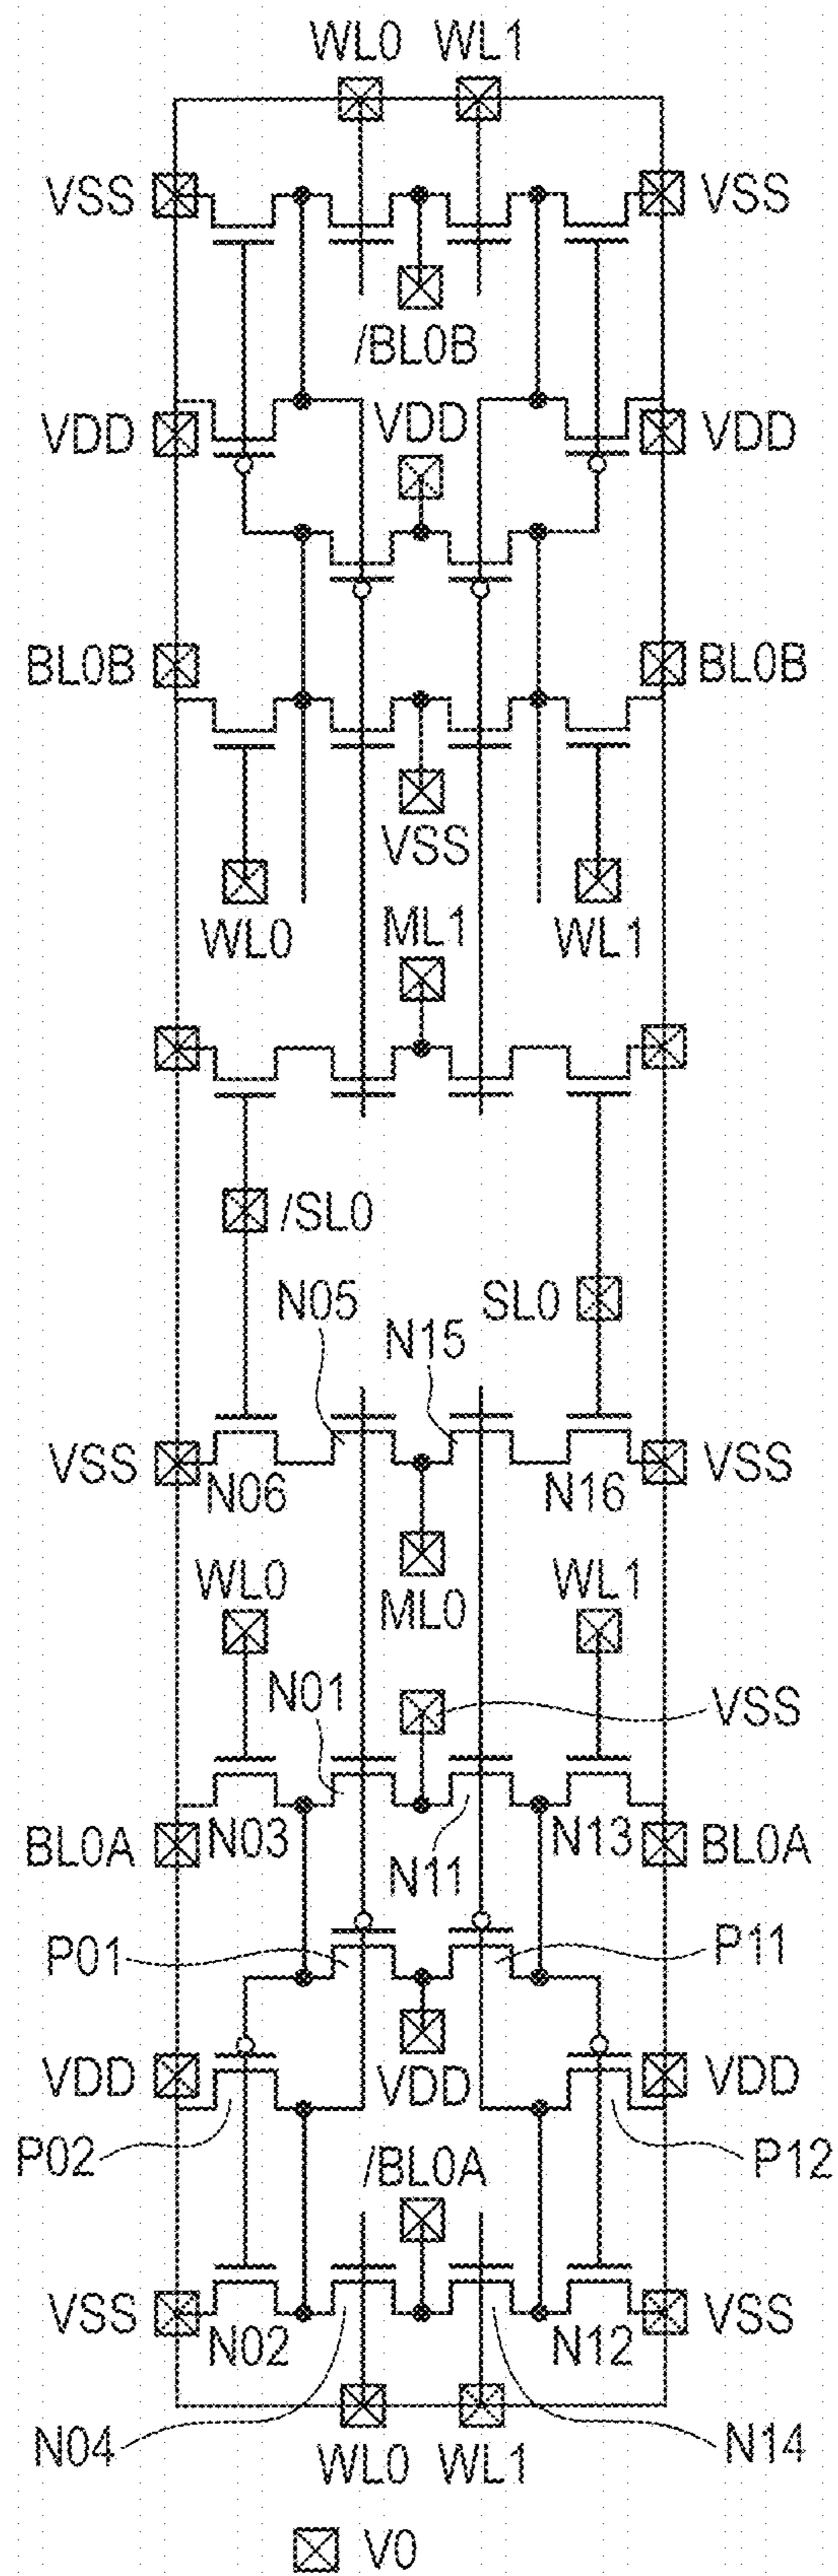 WL0 WL1
VSS VSS
/BL0B
VDD VDD VDD
BL0B BL0B
VSS
WL0 ML1 WL1
/SL0
N05 SL0
N15
VSS VSS
N06 N16
WL0 ML0 WL1
N01 VSS
N03 N13
BL0A N11 BL0A
P01 P11
VDD VDD VDD
P02 P12
/BL0A
VSS VSS
N02 N12
N04 WL0 WL1 N14
V0